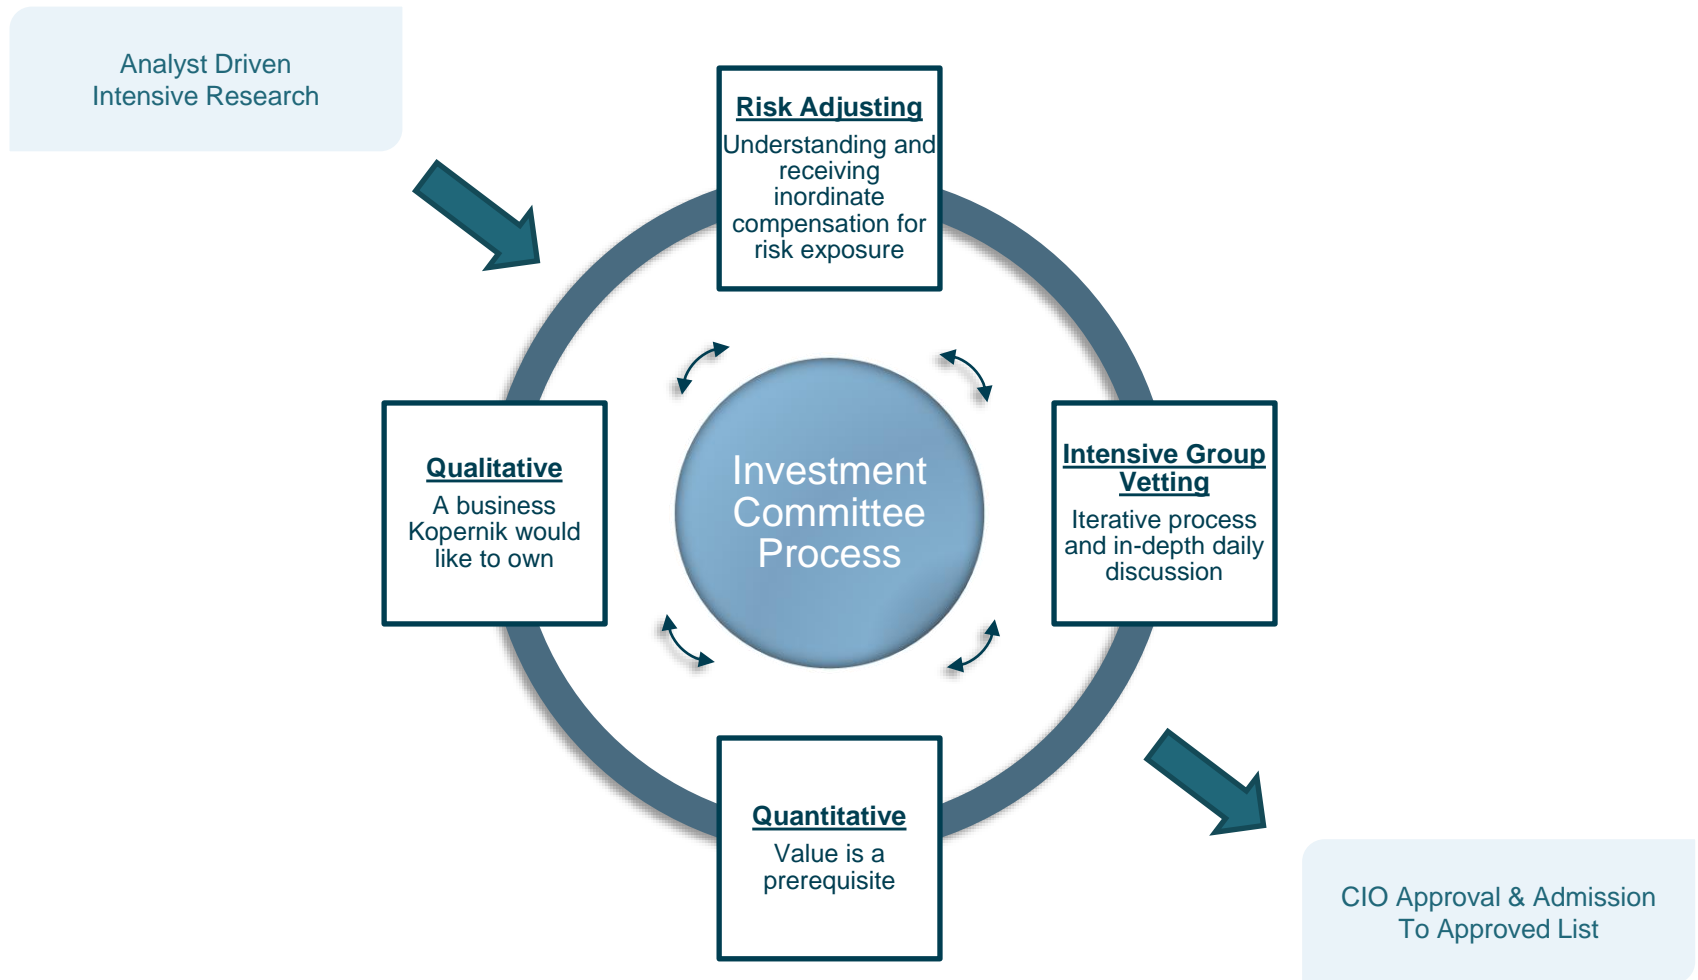 Analyst Driven
Intensive Research
Risk Adjusting
Understanding and
receiving
inordinate
compensation for
risk exposure
Qualitative
A business
Kopernik would
like to own
Investment
Committee
Process
Intensive Group
Vetting
Iterative process
and in-depth daily
discussion
Quantitative
Value is a
prerequisite
CIO Approval & Admission
To Approved List